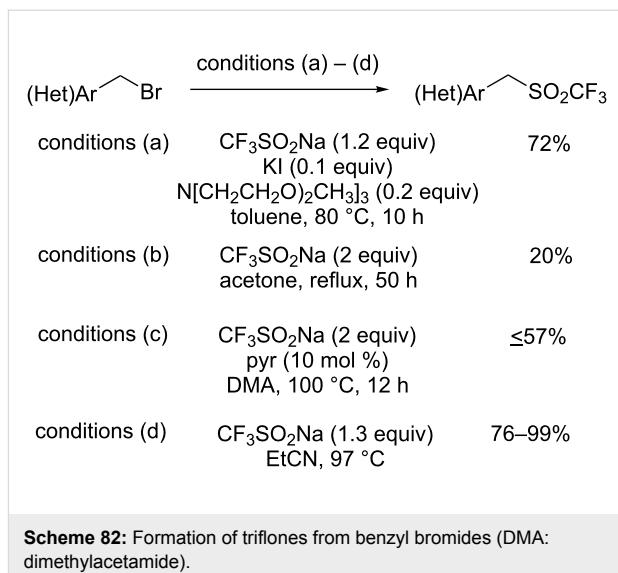 conditions (a) – (d)
(Het)Ar Br (Het)Ar SO₂CF₃
conditions (a) CF₃SO₂Na (1.2 equiv) 72%
KI (0.1 equiv)
N[CH₂CH₂O)₂CH₃]₃ (0.2 equiv)
toluene, 80 °C, 10 h
conditions (b) CF₃SO₂Na (2 equiv) 20%
acetone, reflux, 50 h
conditions (c) CF₃SO₂Na (2 equiv) ≤57%
pyr (10 mol %)
DMA, 100 °C, 12 h
conditions (d) CF₃SO₂Na (1.3 equiv) 76–99%
EtCN, 97 °C
Scheme 82: Formation of triflones from benzyl bromides (DMA:
dimethylacetamide).